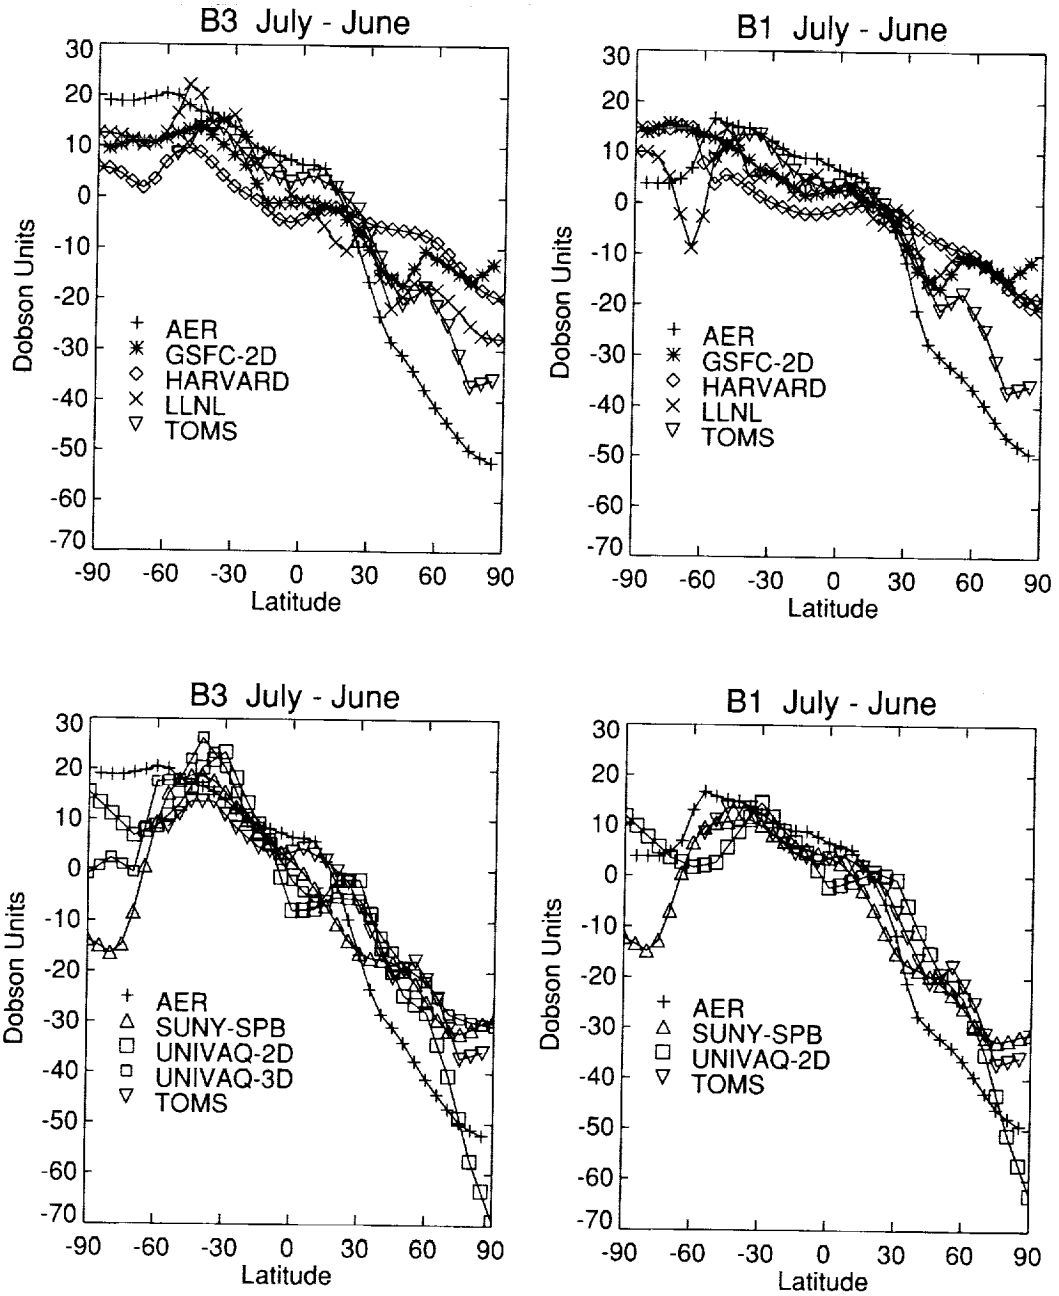 B3 July - June
30
20
10
0
-10
-20
-30
-40
-50
-60
-70
Dobson Units
AER
GSFC-2D
HARVARD
LLNL
TOMS
-90 -60 -30 0 30 60 90
Latitude
B1 July - June
30
20
10
0
-10
-20
-30
-40
-50
-60
-70
Dobson Units
AER
GSFC-2D
HARVARD
LLNL
TOMS
-90 -60 -30 0 30 60 90
Latitude
B3 July - June
30
20
10
0
-10
-20
-30
-40
-50
-60
-70
Dobson Units
AER
SUNY-SPB
UNIVAQ-2D
UNIVAQ-3D
TOMS
-90 -60 -30 0 30 60 90
Latitude
B1 July - June
30
20
10
0
-10
-20
-30
-40
-50
-60
-70
Dobson Units
AER
SUNY-SPB
UNIVAQ-2D
TOMS
-90 -60 -30 0 30 60 90
Latitude